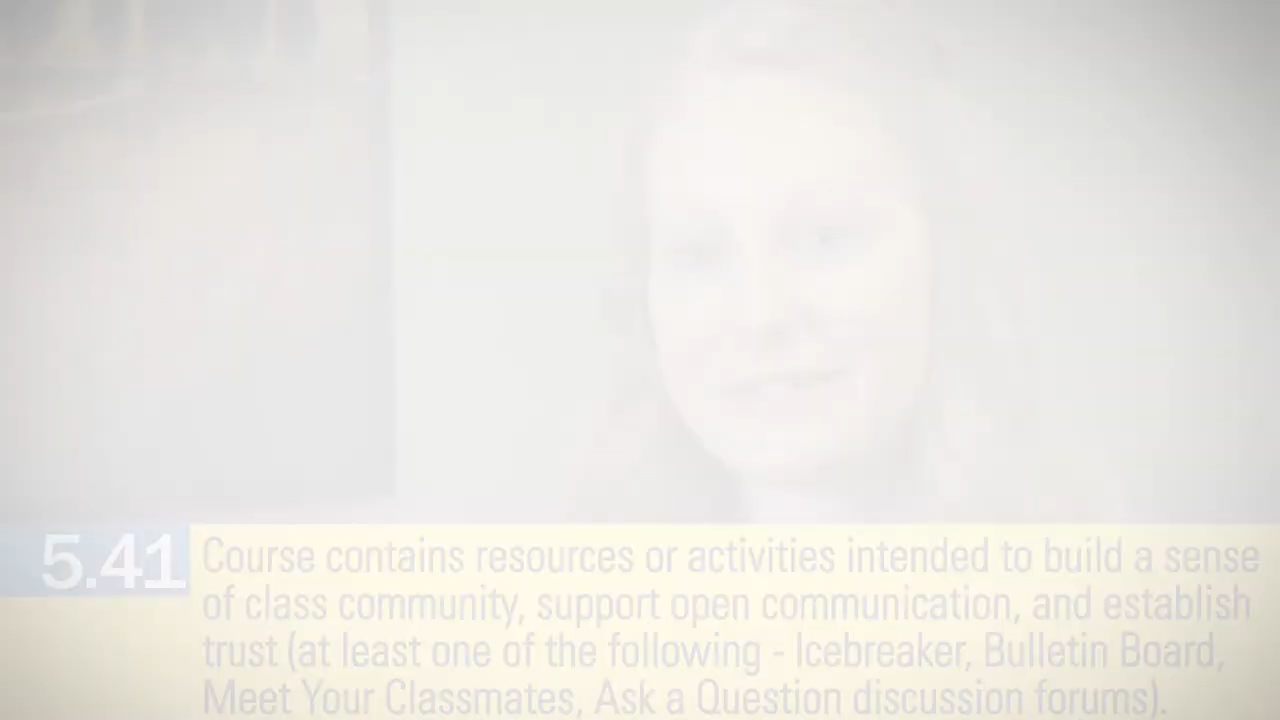 5.41
Course contains resources or activities intended to build a sense
of class community, support open communication, and establish
trust (at least one of the following - Icebreaker, Bulletin Board,
Meet Your Classmates, Ask a Question discussion forums).